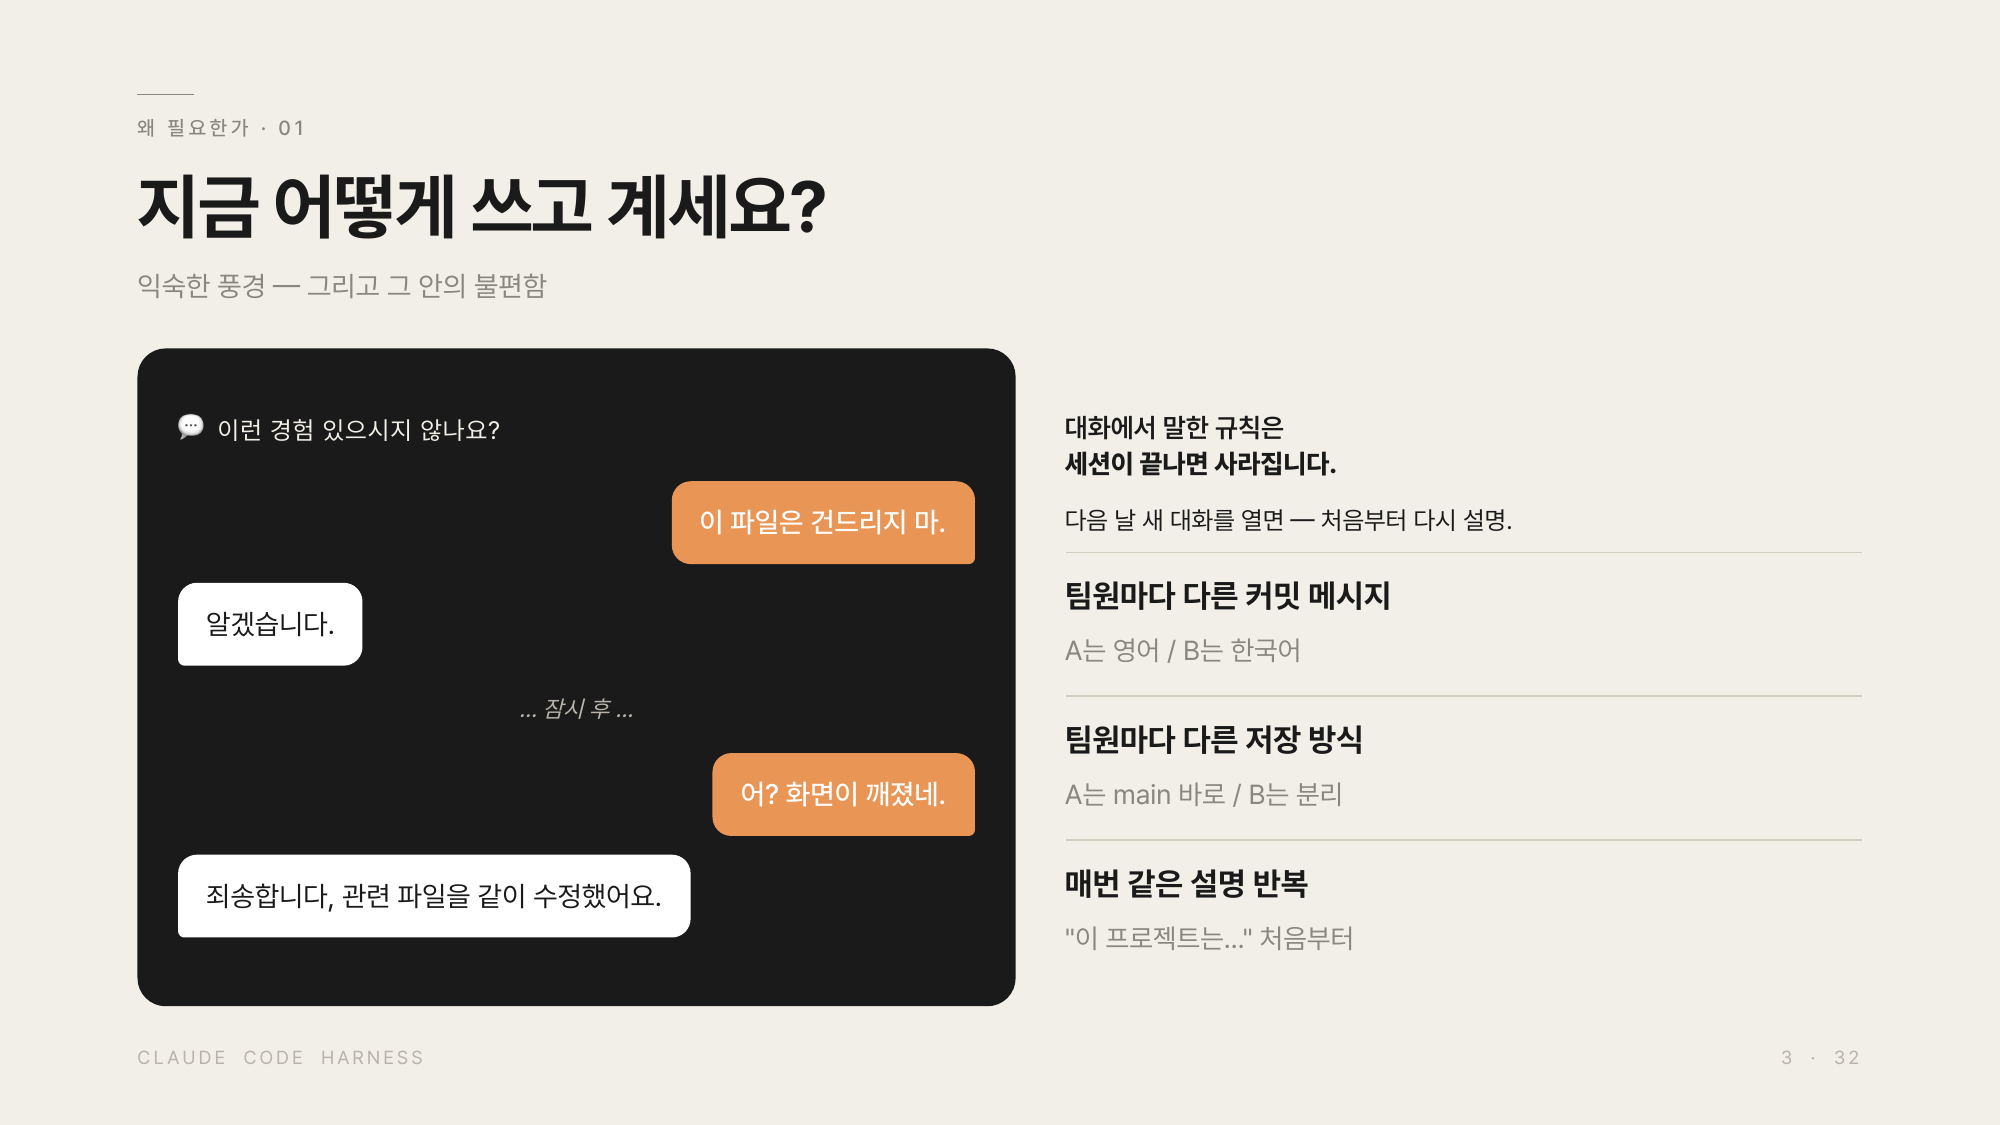 왜 필요한가 · 01
지금 어떻게 쓰고 계세요?
익숙한 풍경 — 그리고 그 안의 불편함
💬 이런 경험 있으시지 않나요?
이 파일은 건드리지 마.
알겠습니다.
... 잠시 후 ...
어? 화면이 깨졌네.
죄송합니다, 관련 파일을 같이 수정했어요.
대화에서 말한 규칙은
세션이 끝나면 사라집니다.
다음 날 새 대화를 열면 — 처음부터 다시 설명.
팀원마다 다른 커밋 메시지
A는 영어 / B는 한국어
팀원마다 다른 저장 방식
A는 main 바로 / B는 분리
매번 같은 설명 반복
"이 프로젝트는..." 처음부터
CLAUDE CODE HARNESS
3 · 32